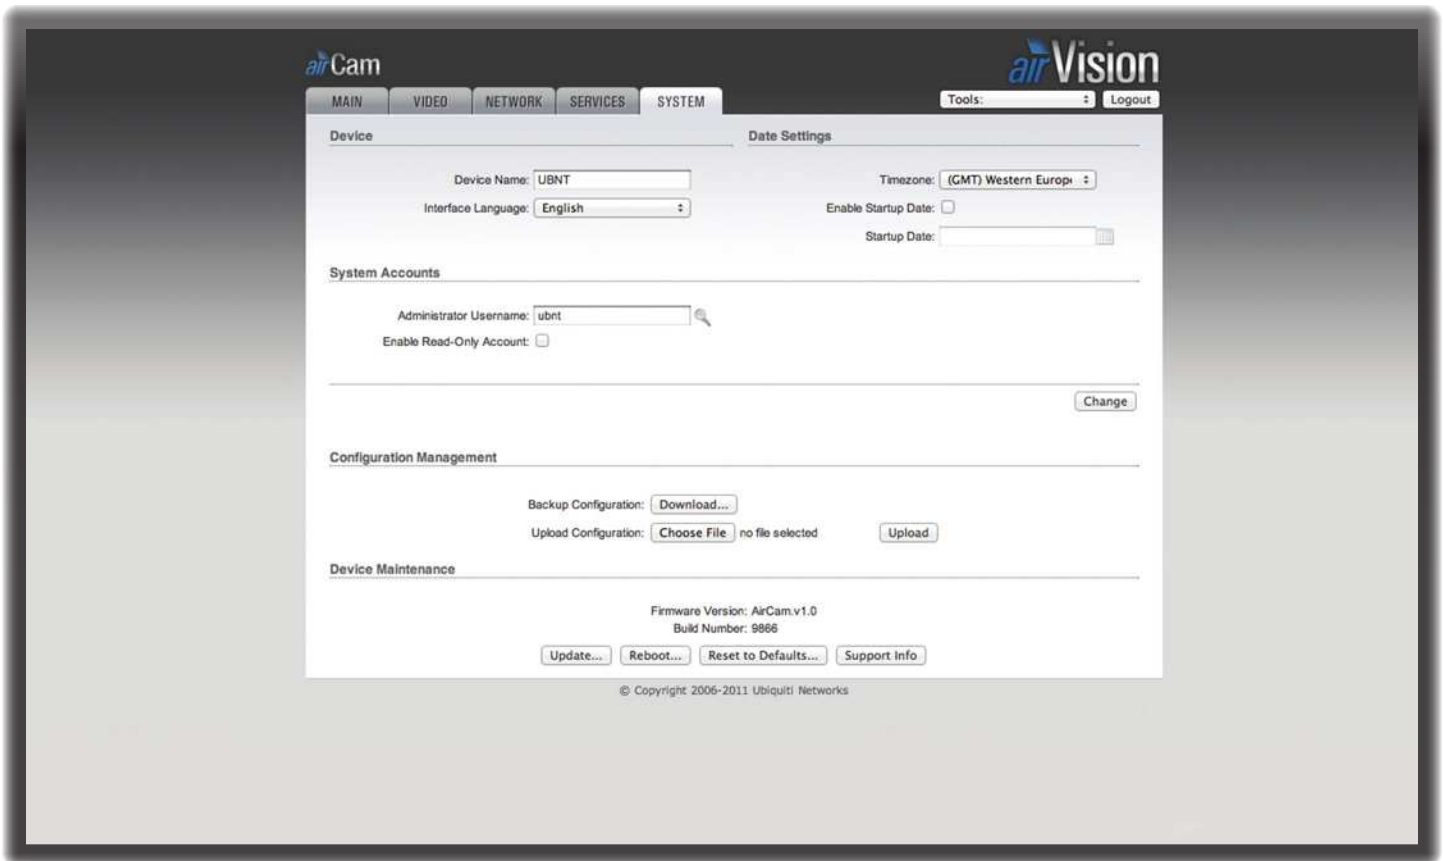 airCam
airVision
MAIN VIDEO NETWORK SERVICES SYSTEM
Tools: Logout
Device
Device Name: UBNT
Interface Language: English
Date Settings
Timezone: (GMT) Western Europ
Enable Startup Date:
Startup Date:
System Accounts
Administrator Username: ubnt
Enable Read-Only Account:
Change
Configuration Management
Backup Configuration: Download...
Upload Configuration: Choose File no file selected Upload
Device Maintenance
Firmware Version: AirCam.v1.0
Build Number: 9866
Update... Reboot... Reset to Defaults... Support Info
© Copyright 2006-2011 Ubiquiti Networks